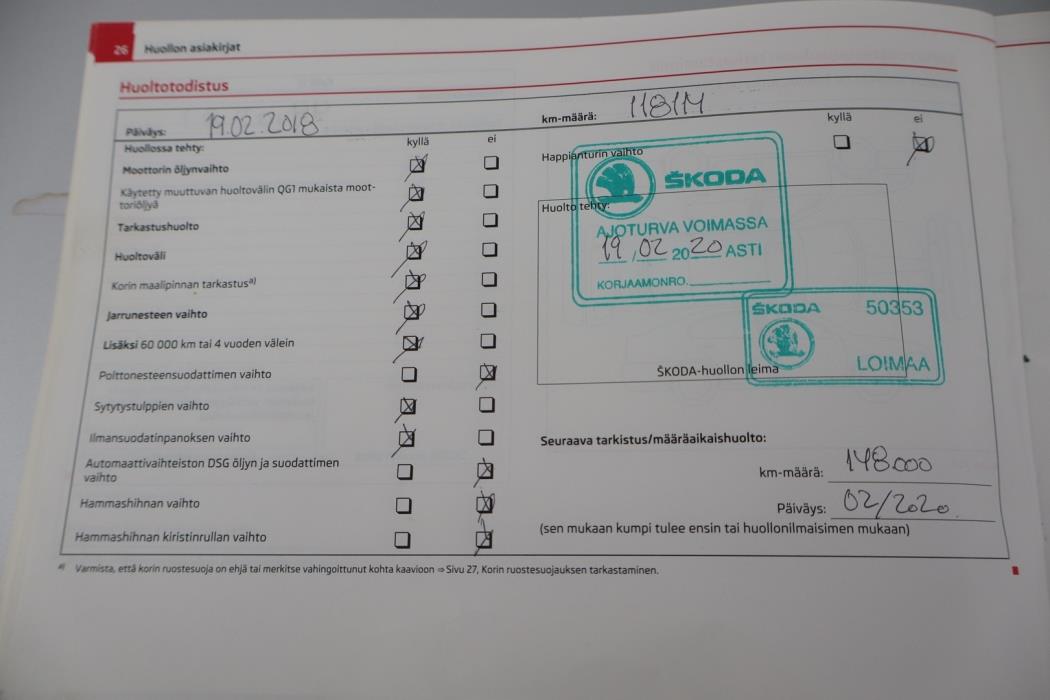 26 Huollon asiakirjat
Huoltotodistus
Päiväys: 19.02.2018
km-määrä:
Huollossa tehty: kyllä ei
kyllä ei
Moottorin öljynvaihto
Käytetty muuttuvan huoltovälin QG1 mukaista moot-
toriöljyä
Tarkastushuolto
Huoltoväli
Korin maalipinnan tarkastusa)
Jarrunesteen vaihto
Lisäksi 60 000 km tai 4 vuoden välein
Polttonesteensuodattimen vaihto
Sytytystulppien vaihto
Ilmansuodatinpanoksen vaihto
Automaattivaihteiston DSG öljyn ja suodattimen
vaihto
Hammashihnan vaihto
Hammashihnan kiristinrullan vaihto
Happianturin vaihto
Huolto tehty:
ŠKODA
AJOTURVA VOIMASSA
19/02 2020 ASTI
KORJAAMONRO.
ŠKODA 50353
LOIMAA
ŠKODA-huollon leima
Seuraava tarkistus/määräaikaishuolto:
km-määrä: 148000
Päiväys: 02/2020.
(sen mukaan kumpi tulee ensin tai huollonilmaisimen mukaan)
a) Varmista, että korin ruostesuoja on ehjä tai merkitse vahingoittunut kohta kaavioon ⇒ Sivu 27, Korin ruostesuojauksen tarkastaminen.